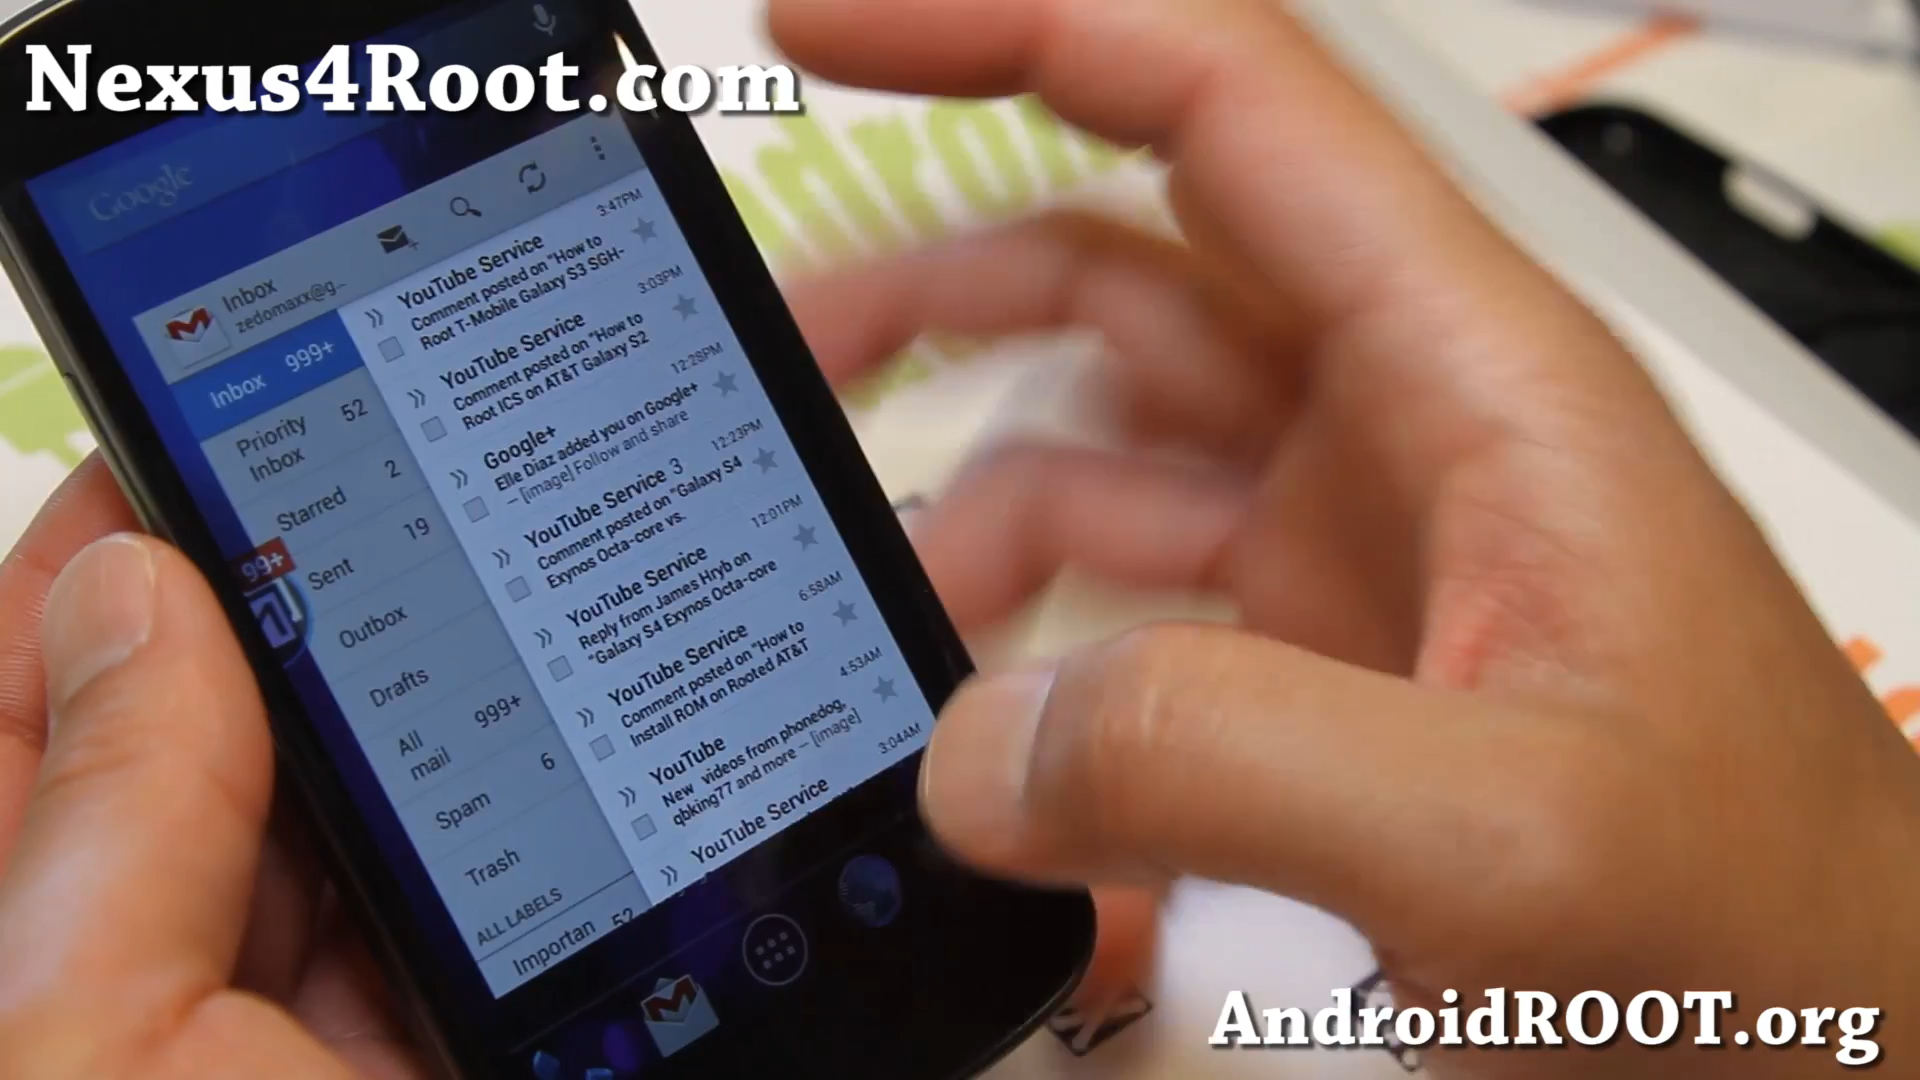 Nexus4Root.com
Google
Inbox
zedomaxx@g...
Inbox 999+
Priority Inbox 52
Starred 2
Sent 19
Outbox
Drafts
All mail 999+
Spam 6
Trash
ALL LABELS
Importan 52
99+
3:47PM
YouTube Service
Comment posted on "How to
Root T-Mobile Galaxy S3 SGH-
3:03PM
YouTube Service
Comment posted on "How to
Root ICS on AT&T Galaxy S2
12:28PM
Google+
Elle Diaz added you on Google+
– [image] Follow and share
12:23PM
YouTube Service 3
Comment posted on "Galaxy S4
Exynos Octa-core vs.
12:01PM
YouTube Service
Reply from James Hryb on
"Galaxy S4 Exynos Octa-core
6:58AM
YouTube Service
Comment posted on "How to
Install ROM on Rooted AT&T
4:53AM
YouTube
New videos from phonedog,
qbking77 and more – [image]
3:04AM
YouTube Service
AndroidROOT.org